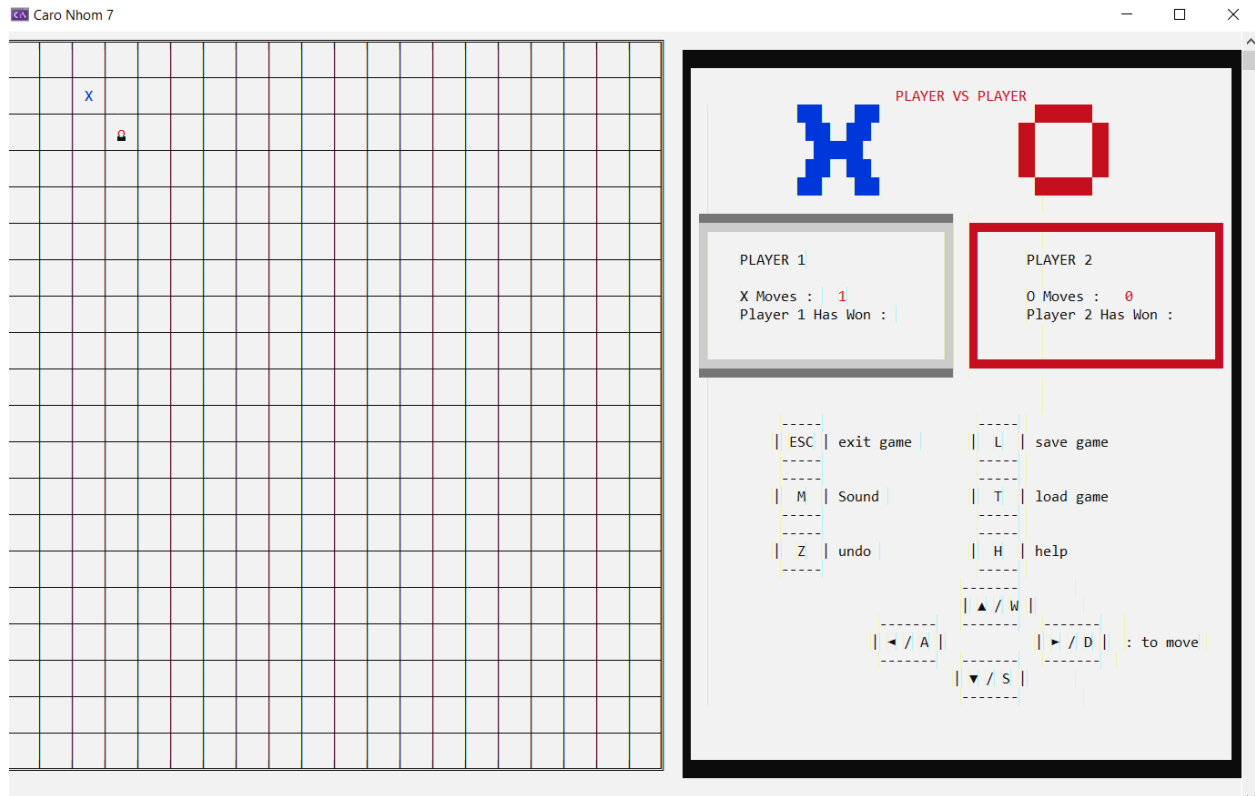 Caro Nhom 7
X
O
PLAYER VS PLAYER
X O
PLAYER 1
X Moves : 1
Player 1 Has Won :
PLAYER 2
O Moves : 0
Player 2 Has Won :
ESC exit game
L save game
M Sound
T load game
Z undo
H help
▲ / W
◄ / A
► / D : to move
▼ / S